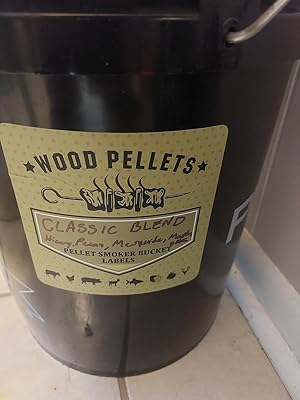 WOOD PELLETS
CLASSIC BLEND
Hickory, Pecan, Mesquite, Maple
PELLET SMOKER BUCKET
LABELS